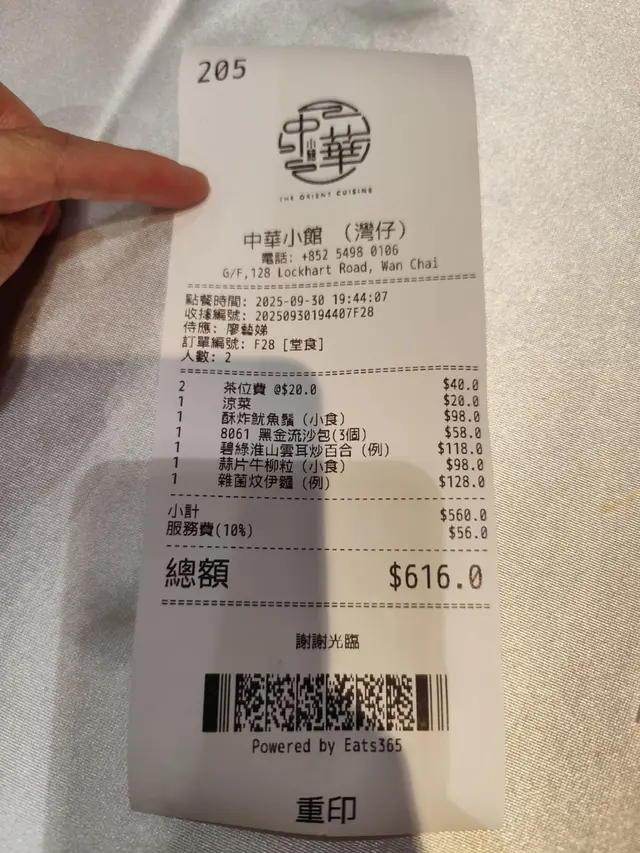 205
中華
小館
THE ORIENT CUISINE
中華小館 （灣仔）
電話: +852 5498 0106
G/F,128 Lockhart Road, Wan Chai
點餐時間: 2025-09-30 19:44:07
收據編號: 20250930194407F28
侍應: 廖藝娣
訂單編號: F28 [堂食]
人數: 2
2 茶位費 @$20.0 $40.0
1 涼菜 $20.0
1 酥炸魷魚鬚（小食） $98.0
1 8061 黑金流沙包(3個) $58.0
1 碧綠淮山雲耳炒百合（例） $118.0
1 蒜片牛柳粒（小食） $98.0
1 雜菌炆伊麵（例） $128.0
小計 $560.0
服務費(10%) $56.0
總額 $616.0
謝謝光臨
Powered by Eats365
重印